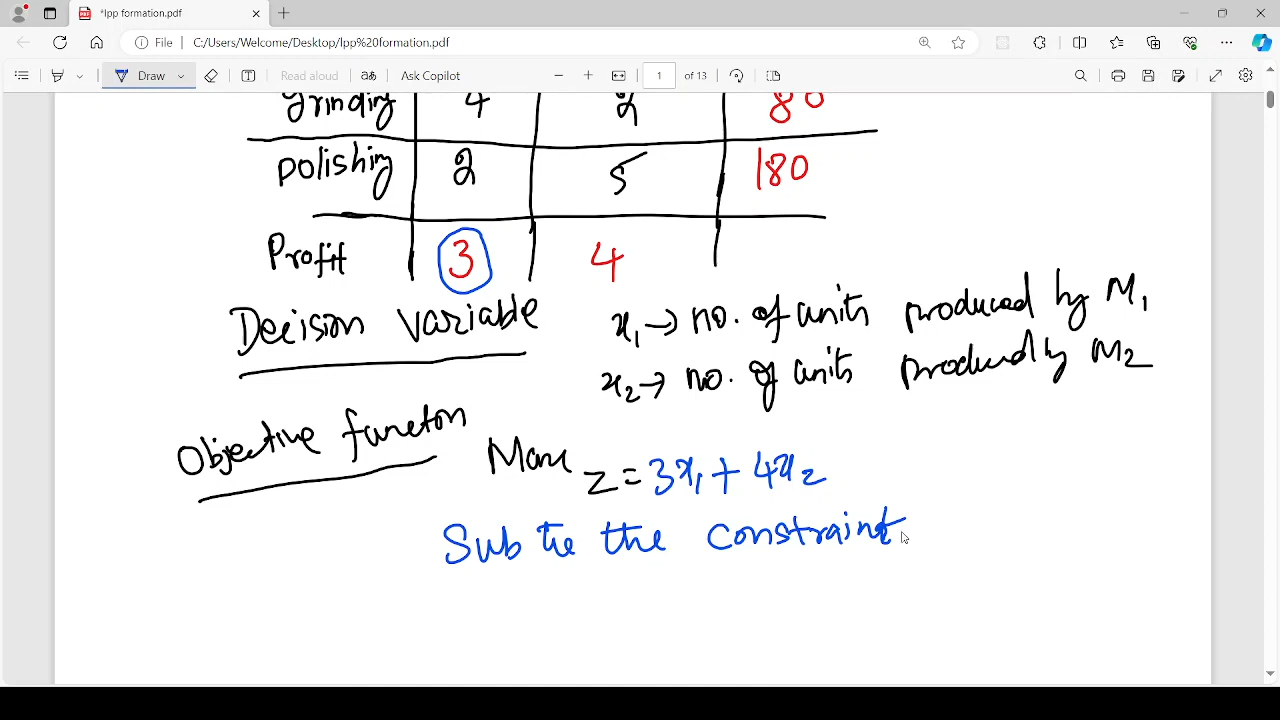 *lpp formation.pdf
File C:/Users/Welcome/Desktop/lpp%20formation.pdf
Draw Read aloud Ask Copilot 1 of 13
grinding 4 2 80
polishing 2 5 180
Profit 3 4
Decision variable x1 → no. of units produced by M1
x2 → no. of units produced by M2
Objective functon Max z = 3x1 + 4x2
Sub to the constraint